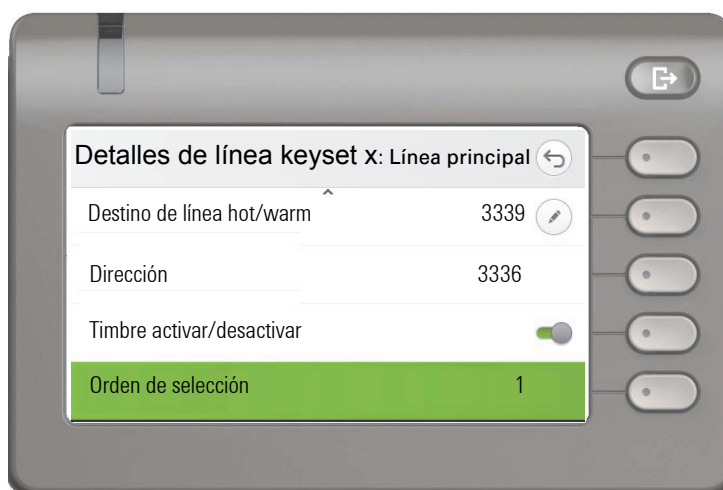 Detalles de línea keyset x: Línea principal
Destino de línea hot/warm 3339
Dirección 3336
Timbre activar/desactivar
Orden de selección 1